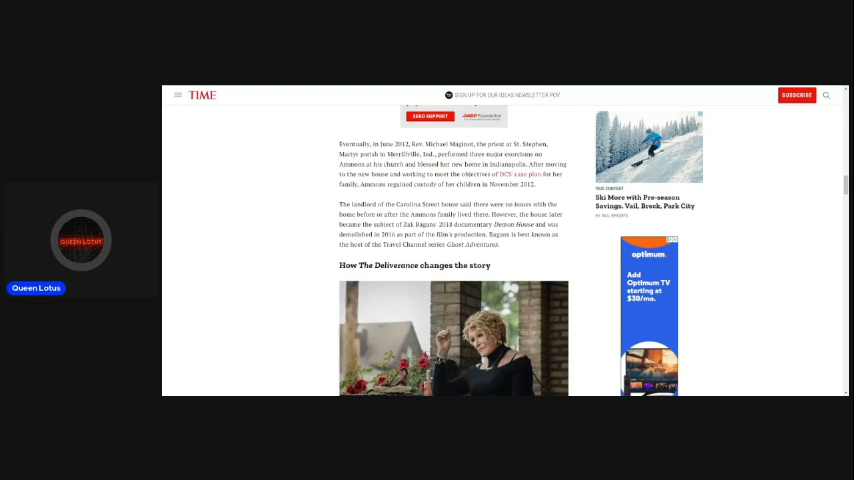 TIME
SIGN UP FOR OUR IDEAS NEWSLETTER POV
SUBSCRIBE
SEND SUPPORT
AARP Foundation
Eventually, in June 2012, Rev. Michael Maginot, the priest at St. Stephen,
Martyr parish in Merrillville, Ind., performed three major exorcisms on
Ammons at his church and blessed her new home in Indianapolis. After moving
to the new house and working to meet the objectives of DCS' case plan for her
family, Ammons regained custody of her children in November 2012.
The landlord of the Carolina Street house said there were no issues with the
home before or after the Ammons family lived there. However, the house later
became the subject of Zak Bagans' 2018 documentary Demon House and was
demolished in 2016 as part of the film's production. Bagans is best known as
the host of the Travel Channel series Ghost Adventures.
How The Deliverance changes the story
PAID CONTENT
Ski More with Pre-season
Savings. Vail, Breck, Park City
BY VAIL RESORTS
optimum.
Add
Optimum TV
starting at
$30/mo.
QUEEN LOTUS
Queen Lotus